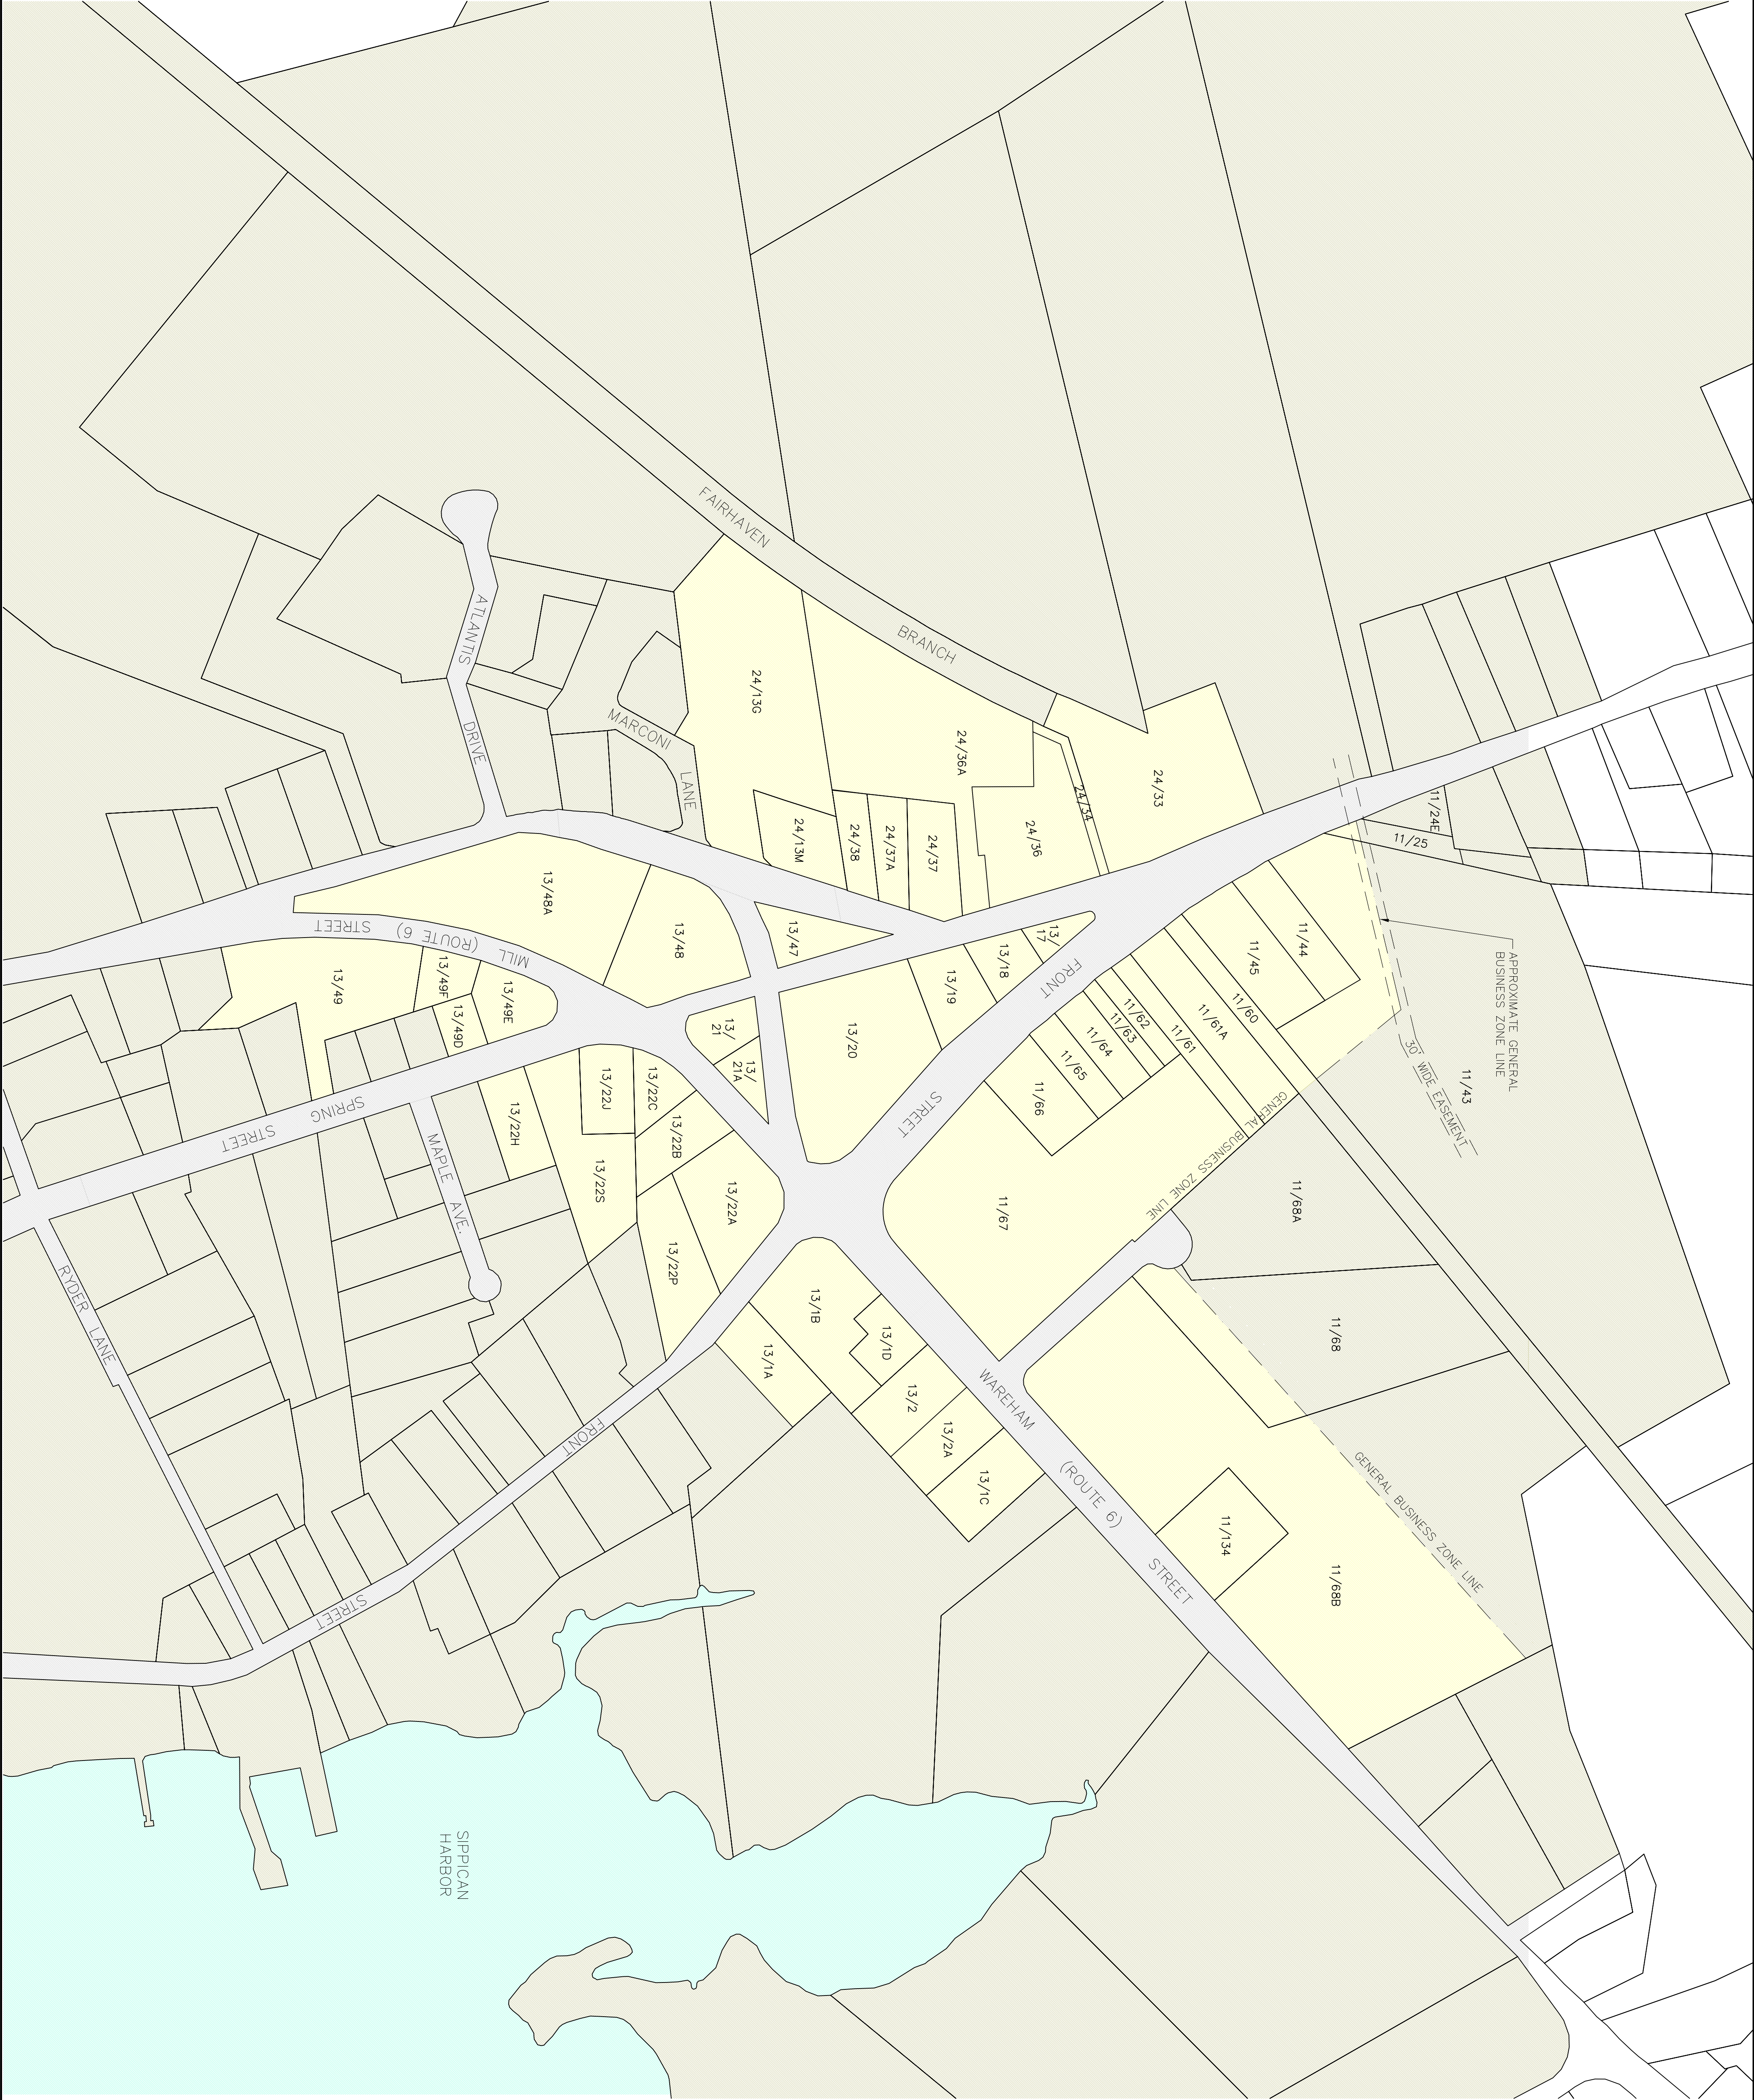 FAIRHAVEN
BRANCH
ATLANTIS
DRIVE
MARCONI
LANE
24/13G
24/36A
24/33
24/34
24/36
24/13M
24/38
24/37A
24/37
11/24E
11/25
13/48A
13/48
13/47
13/
17
13/18
13/19
13/20
11/44
11/45
11/60
11/61A
11/61
11/62
11/63
11/64
11/65
11/66
11/67
APPROXIMATE GENERAL
BUSINESS ZONE LINE
11/43
30' WIDE EASEMENT
GENERAL BUSINESS ZONE LINE
MILL
(ROUTE 6)
STREET
13/49
13/49F
13/49E
13/49D
13/
21
13/
21A
FRONT
STREET
13/22J
13/22C
13/22B
13/22H
13/22S
13/22A
13/22P
SPRING
STREET
MAPLE AVE.
RYDER LANE
11/68A
11/68
13/1B
13/1D
13/1A
13/2
13/2A
13/1C
WAREHAM
(ROUTE 6)
STREET
GENERAL BUSINESS ZONE LINE
11/134
11/68B
FRONT
STREET
SIPPICAN
HARBOR